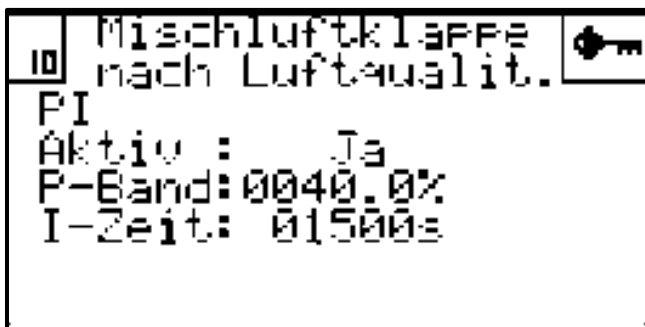 Mischluftklappe
10 nach Luftqualit.
PI
Aktiv : Ja
P-Band:0040.0%
I-Zeit: 01500s